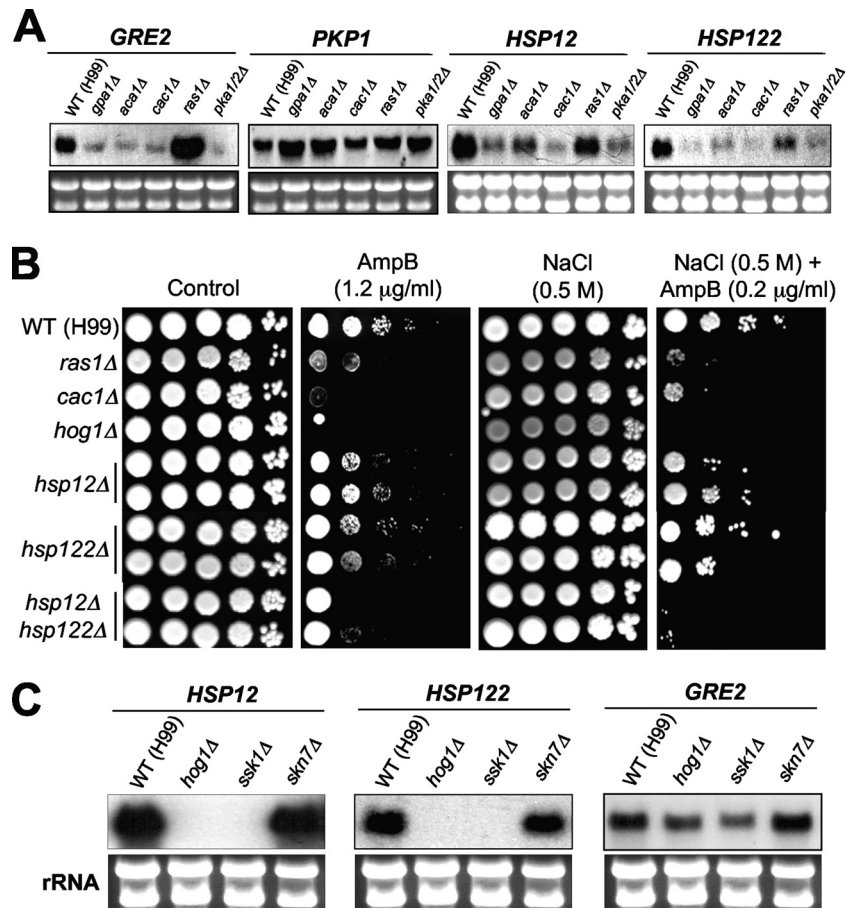 A
GRE2 PKP1 HSP12 HSP122
WT (H99) gpa1Δ aca1Δ cac1Δ ras1Δ pka1/2Δ WT (H99) gpa1Δ aca1Δ cac1Δ ras1Δ pka1/2Δ WT (H99) gpa1Δ aca1Δ cac1Δ ras1Δ pka1/2Δ WT (H99) gpa1Δ aca1Δ cac1Δ ras1Δ pka1/2Δ
B
AmpB NaCl NaCl (0.5 M) +
Control (1.2 µg/ml) (0.5 M) AmpB (0.2 µg/ml)
WT (H99)
ras1Δ
cac1Δ
hog1Δ
hsp12Δ
hsp122Δ
hsp12Δ
hsp122Δ
C
HSP12 HSP122 GRE2
WT (H99) hog1Δ ssk1Δ skn7Δ WT (H99) hog1Δ ssk1Δ skn7Δ WT (H99) hog1Δ ssk1Δ skn7Δ
rRNA